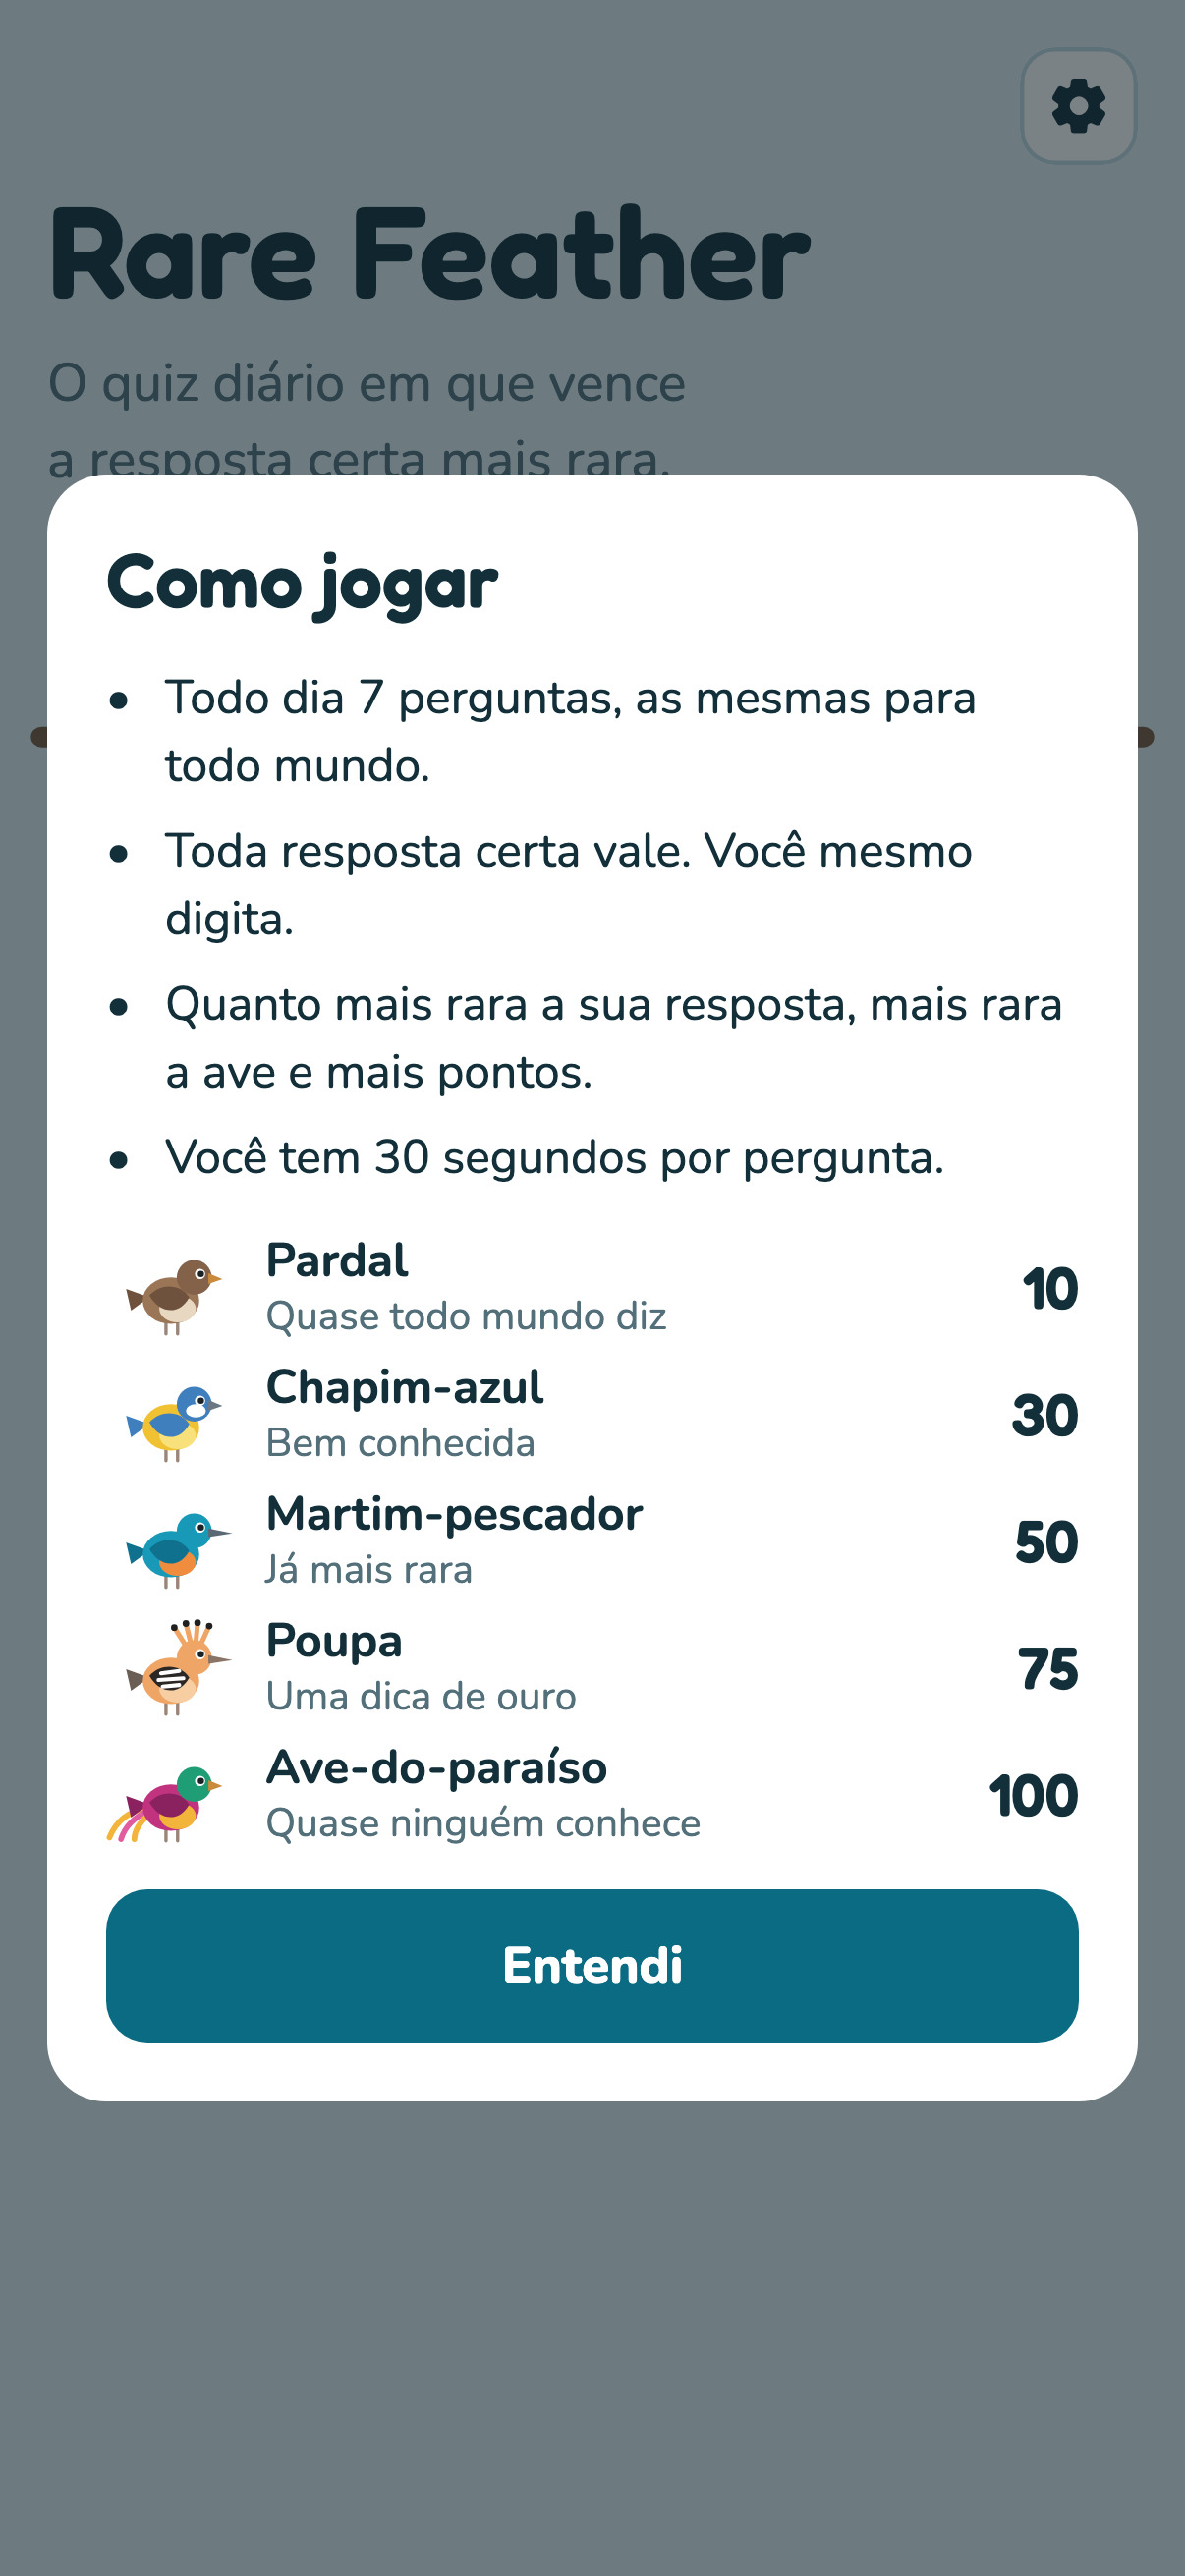 Rare Feather
O quiz diário em que vence
a resposta certa mais rara.
Como jogar
• Todo dia 7 perguntas, as mesmas para
todo mundo.
• Toda resposta certa vale. Você mesmo
digita.
• Quanto mais rara a sua resposta, mais rara
a ave e mais pontos.
• Você tem 30 segundos por pergunta.
Pardal
Quase todo mundo diz
10
Chapim-azul
Bem conhecida
30
Martim-pescador
Já mais rara
50
Poupa
Uma dica de ouro
75
Ave-do-paraíso
Quase ninguém conhece
100
Entendi